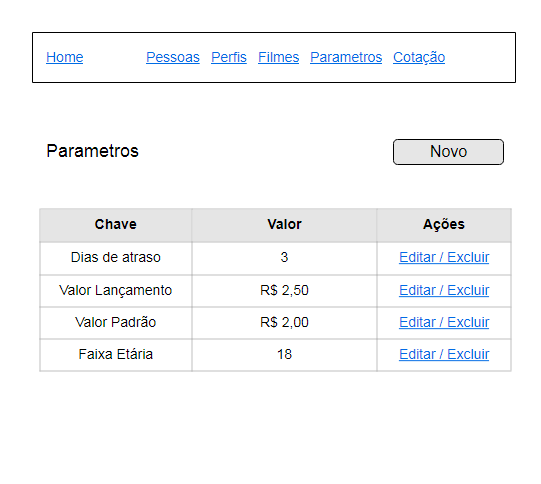 Home Pessoas Perfis Filmes Parametros Cotação
Parametros Novo
Chave Valor Ações
Dias de atraso 3 Editar / Excluir
Valor Lançamento R$ 2,50 Editar / Excluir
Valor Padrão R$ 2,00 Editar / Excluir
Faixa Etária 18 Editar / Excluir